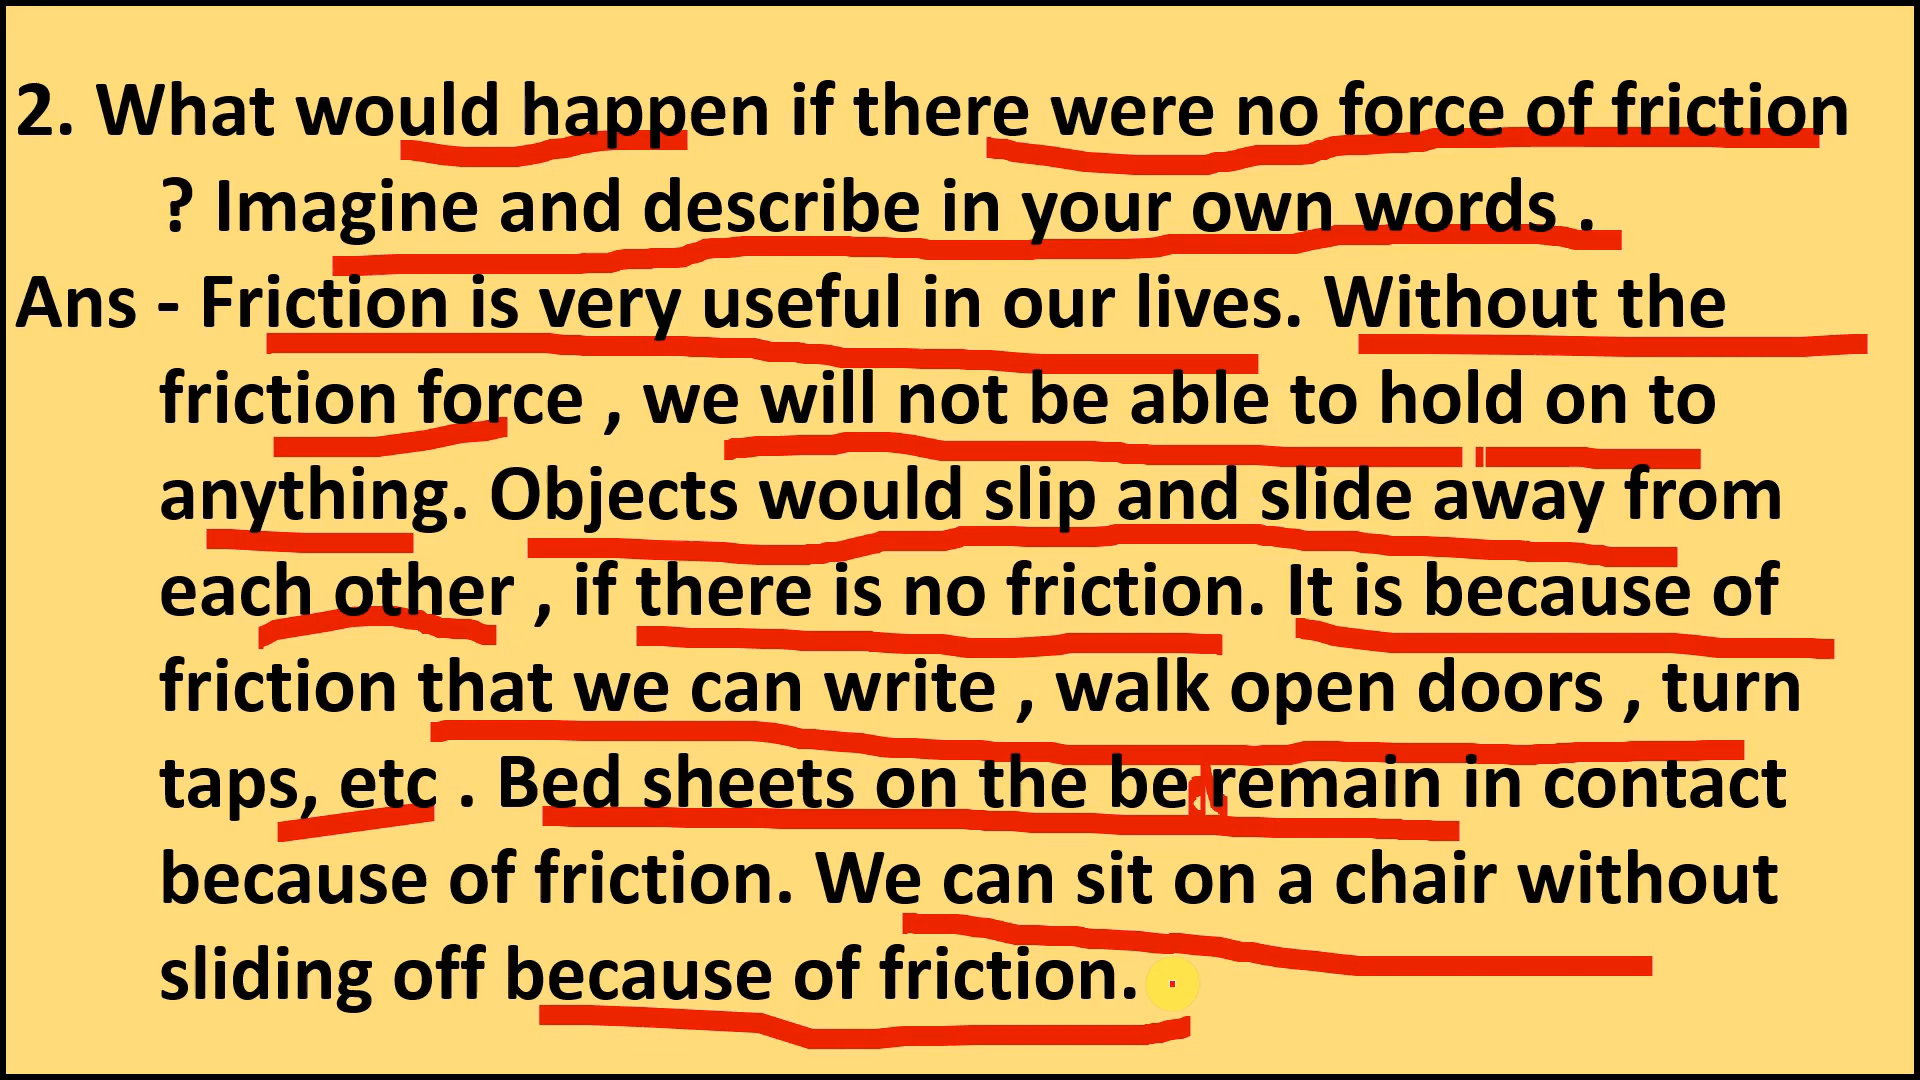 2. What would happen if there were no force of friction
? Imagine and describe in your own words .
Ans - Friction is very useful in our lives. Without the
friction force , we will not be able to hold on to
anything. Objects would slip and slide away from
each other , if there is no friction. It is because of
friction that we can write , walk open doors , turn
taps, etc . Bed sheets on the be remain in contact
because of friction. We can sit on a chair without
sliding off because of friction.